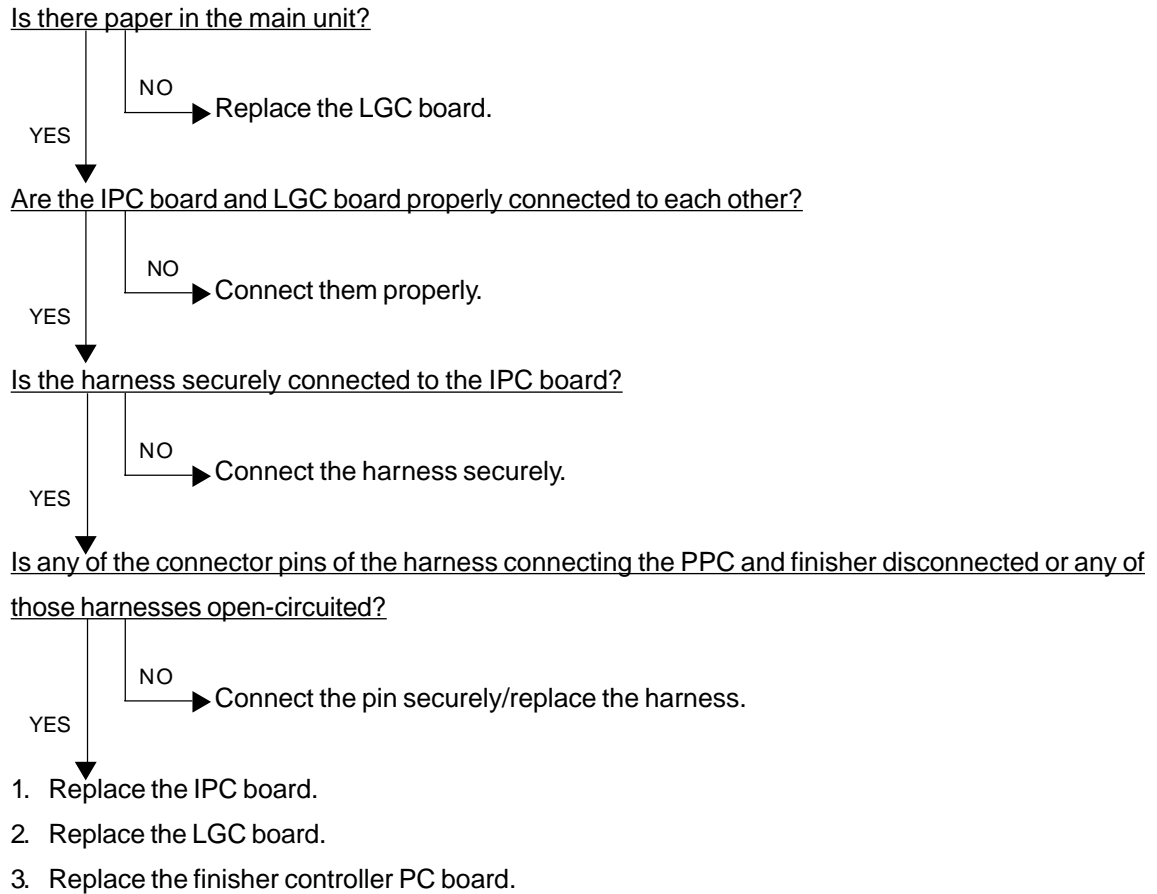 Is there paper in the main unit?
NO
Replace the LGC board.
YES
Are the IPC board and LGC board properly connected to each other?
NO
Connect them properly.
YES
Is the harness securely connected to the IPC board?
NO
Connect the harness securely.
YES
Is any of the connector pins of the harness connecting the PPC and finisher disconnected or any of
those harnesses open-circuited?
NO
Connect the pin securely/replace the harness.
YES
1. Replace the IPC board.
2. Replace the LGC board.
3. Replace the finisher controller PC board.